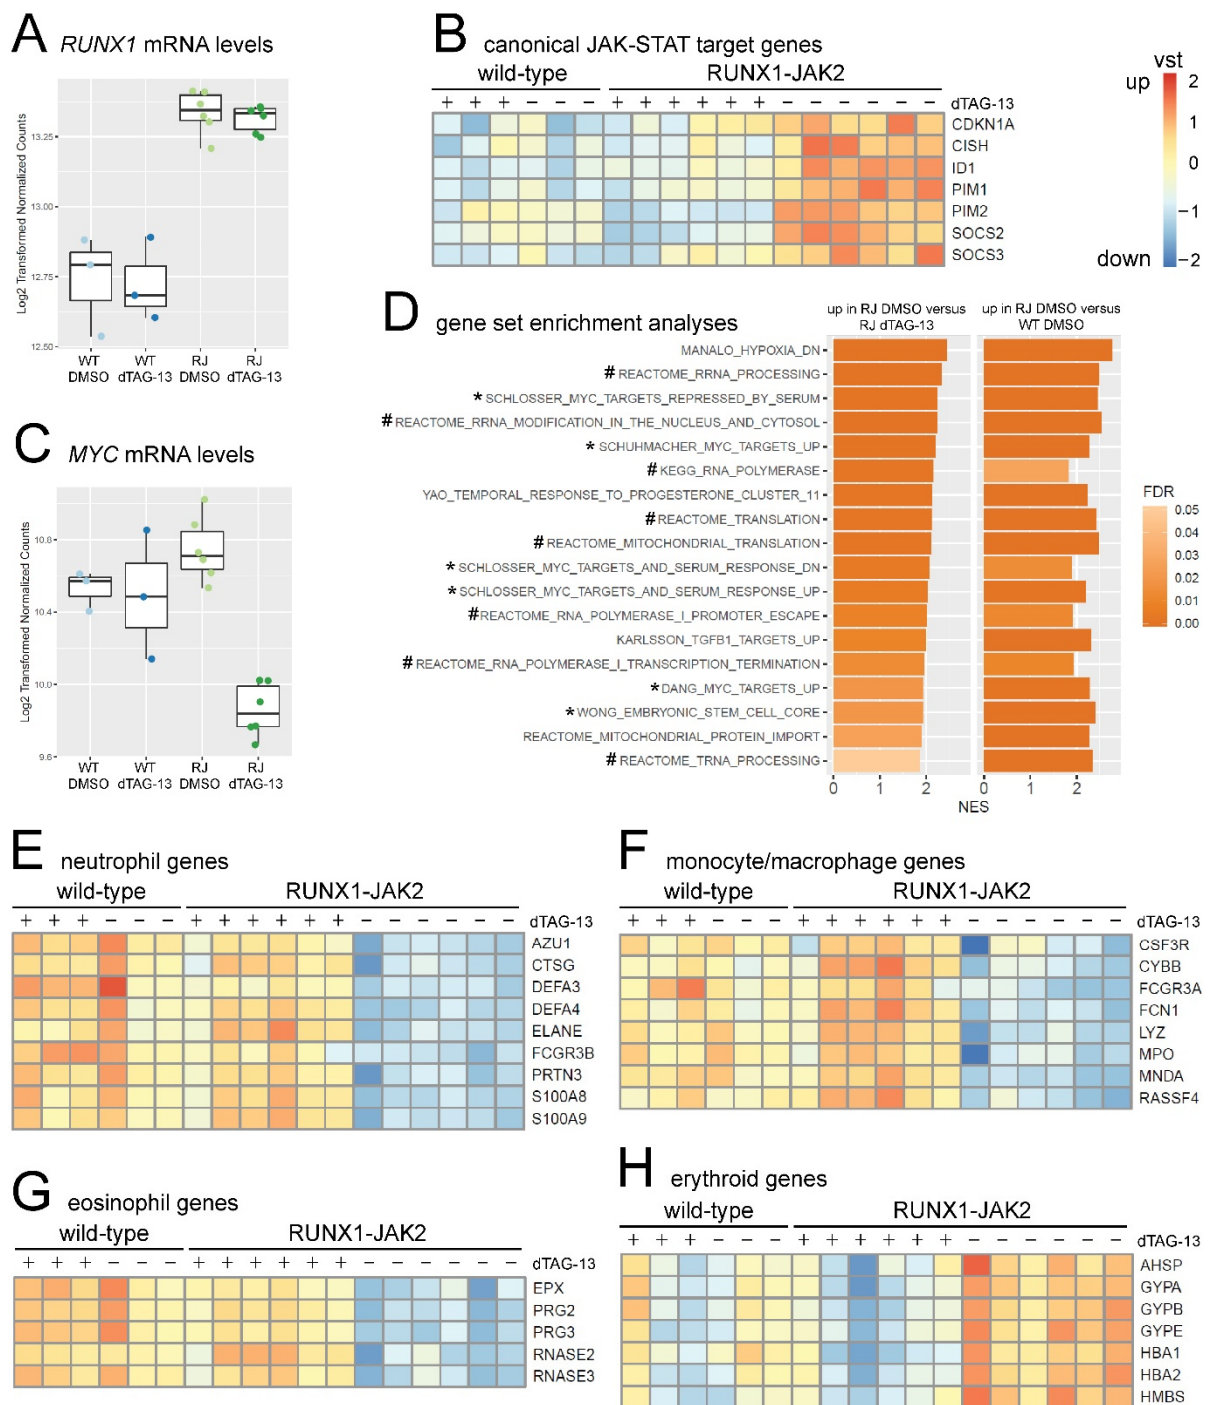 A RUNX1 mRNA levels
Log2 Transformed Normalized Counts
13.25
13.00
12.75
12.50
WT DMSO
WT dTAG-13
RJ DMSO
RJ dTAG-13
B canonical JAK-STAT target genes
wild-type RUNX1-JAK2
+ + + − − − + + + + + + − − − − − − dTAG-13
CDKN1A
CISH
ID1
PIM1
PIM2
SOCS2
SOCS3
vst
up 2
1
0
−1
down −2
C MYC mRNA levels
Log2 Transformed Normalized Counts
10.8
10.4
10.0
9.6
WT DMSO
WT dTAG-13
RJ DMSO
RJ dTAG-13
D gene set enrichment analyses
up in RJ DMSO versus RJ dTAG-13
up in RJ DMSO versus WT DMSO
MANALO_HYPOXIA_DN
# REACTOME_RRNA_PROCESSING
* SCHLOSSER_MYC_TARGETS_REPRESSED_BY_SERUM
# REACTOME_RRNA_MODIFICATION_IN_THE_NUCLEUS_AND_CYTOSOL
* SCHUHMACHER_MYC_TARGETS_UP
# KEGG_RNA_POLYMERASE
YAO_TEMPORAL_RESPONSE_TO_PROGESTERONE_CLUSTER_11
# REACTOME_TRANSLATION
# REACTOME_MITOCHONDRIAL_TRANSLATION
* SCHLOSSER_MYC_TARGETS_AND_SERUM_RESPONSE_DN
* SCHLOSSER_MYC_TARGETS_AND_SERUM_RESPONSE_UP
# REACTOME_RNA_POLYMERASE_I_PROMOTER_ESCAPE
KARLSSON_TGFB1_TARGETS_UP
# REACTOME_RNA_POLYMERASE_I_TRANSCRIPTION_TERMINATION
* DANG_MYC_TARGETS_UP
* WONG_EMBRYONIC_STEM_CELL_CORE
REACTOME_MITOCHONDRIAL_PROTEIN_IMPORT
# REACTOME_TRNA_PROCESSING
0 1 2 0 1 2
NES
FDR
0.05
0.04
0.03
0.02
0.01
0.00
E neutrophil genes
wild-type RUNX1-JAK2
+ + + − − − + + + + + + − − − − − − dTAG-13
AZU1
CTSG
DEFA3
DEFA4
ELANE
FCGR3B
PRTN3
S100A8
S100A9
F monocyte/macrophage genes
wild-type RUNX1-JAK2
+ + + − − − + + + + + + − − − − − − dTAG-13
CSF3R
CYBB
FCGR3A
FCN1
LYZ
MPO
MNDA
RASSF4
G eosinophil genes
wild-type RUNX1-JAK2
+ + + − − − + + + + + + − − − − − − dTAG-13
EPX
PRG2
PRG3
RNASE2
RNASE3
H erythroid genes
wild-type RUNX1-JAK2
+ + + − − − + + + + + + − − − − − − dTAG-13
AHSP
GYPA
GYPB
GYPE
HBA1
HBA2
HMBS